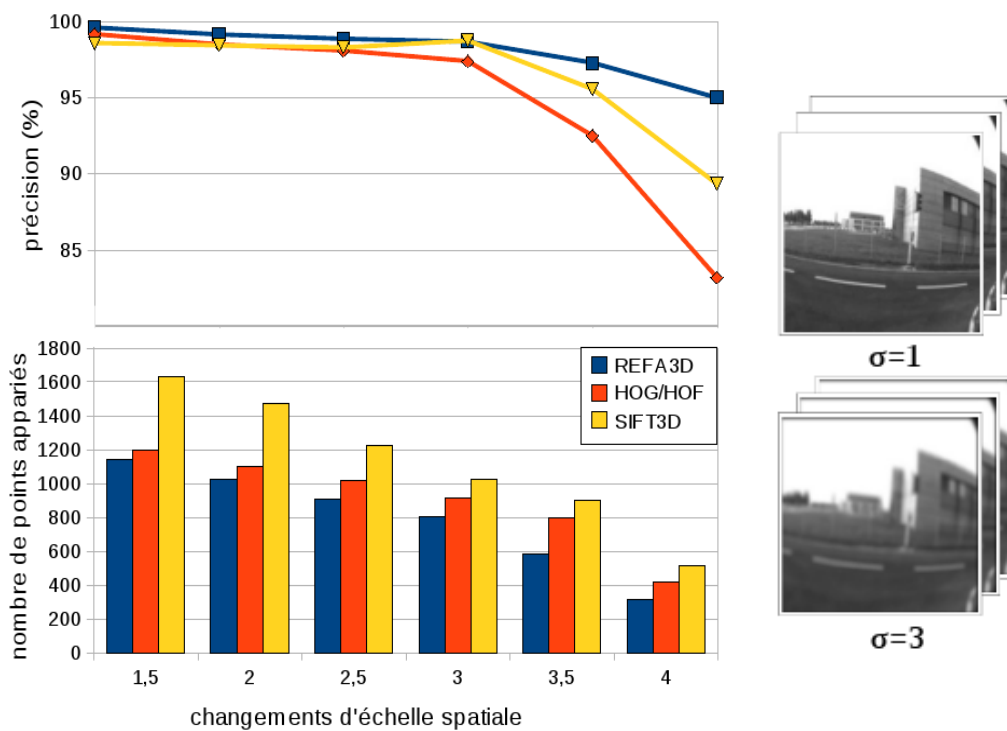 précision (%)
100
95
90
85
nombre de points appariés
1800
1600
1400
1200
1000
800
600
400
200
0
REFA3D
HOG/HOF
SIFT3D
1,5 2 2,5 3 3,5 4
changements d'échelle spatiale
σ=1
σ=3